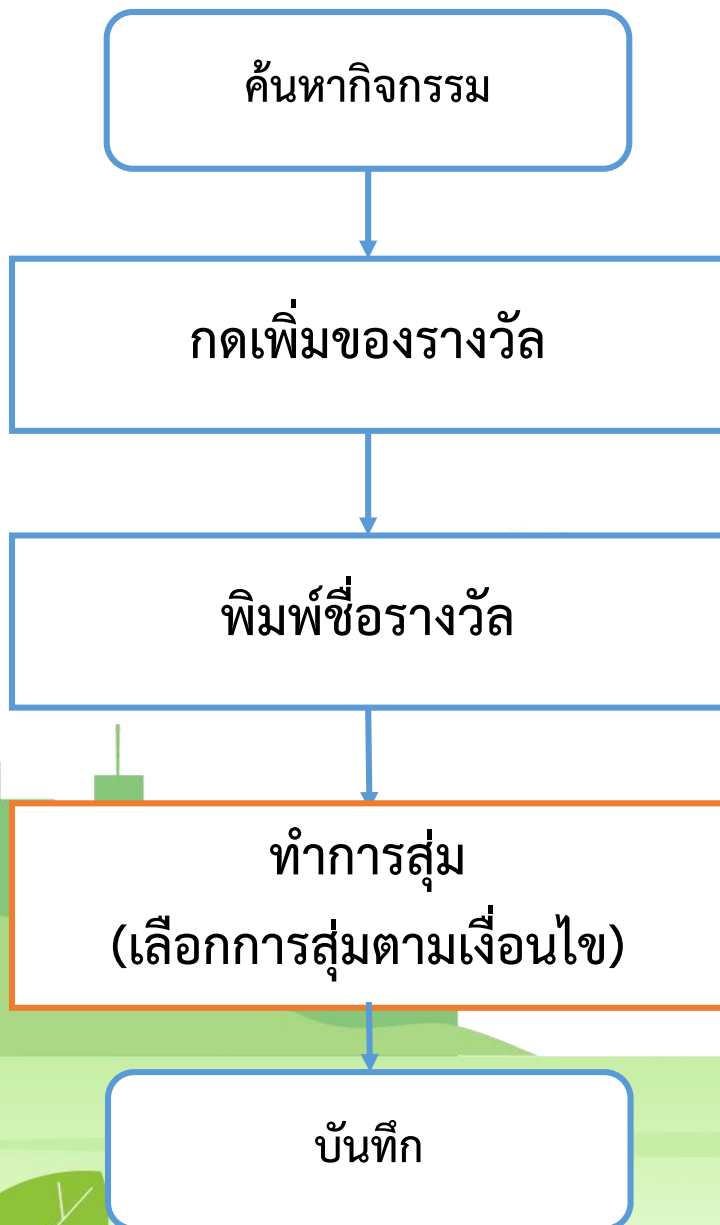 ค้นหากิจกรรม
กดเพิ่มของรางวัล
พิมพ์ชื่อรางวัล
ทำการสุ่ม
(เลือกการสุ่มตามเงื่อนไข)
บันทึก